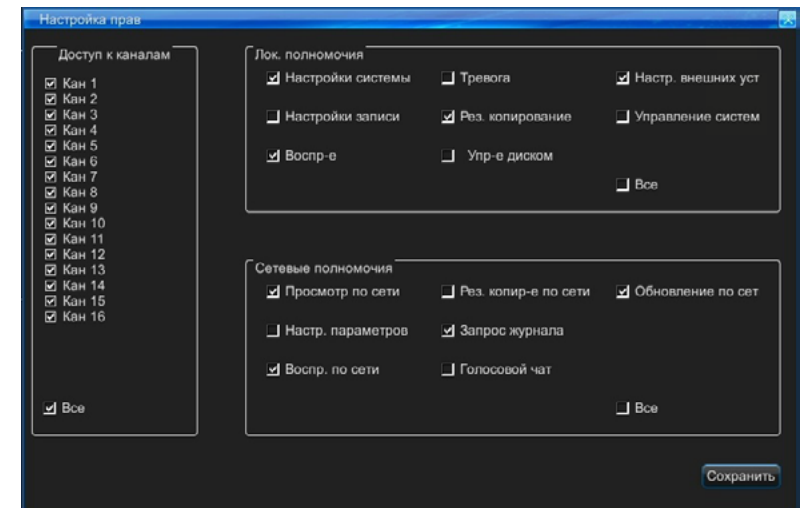 Настройка прав
Доступ к каналам
Кан 1
Кан 2
Кан 3
Кан 4
Кан 5
Кан 6
Кан 7
Кан 8
Кан 9
Кан 10
Кан 11
Кан 12
Кан 13
Кан 14
Кан 15
Кан 16
Все
Лок. полномочия
Настройки системы Тревога Настр. внешних уст
Настройки записи Рез. копирование Управление систем
Воспр-е Упр-е диском
Все
Сетевые полномочия
Просмотр по сети Рез. копир-е по сети Обновление по сет
Настр. параметров Запрос журнала
Воспр. по сети Голосовой чат
Все
Сохранить